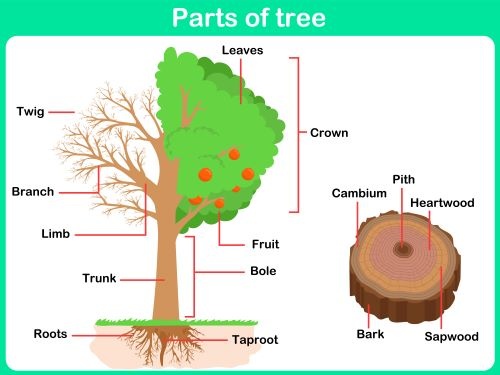 Parts of tree
Leaves
Twig
Crown
Branch
Limb
Fruit
Bole
Trunk
Roots
Taproot
Pith
Cambium
Heartwood
Bark
Sapwood